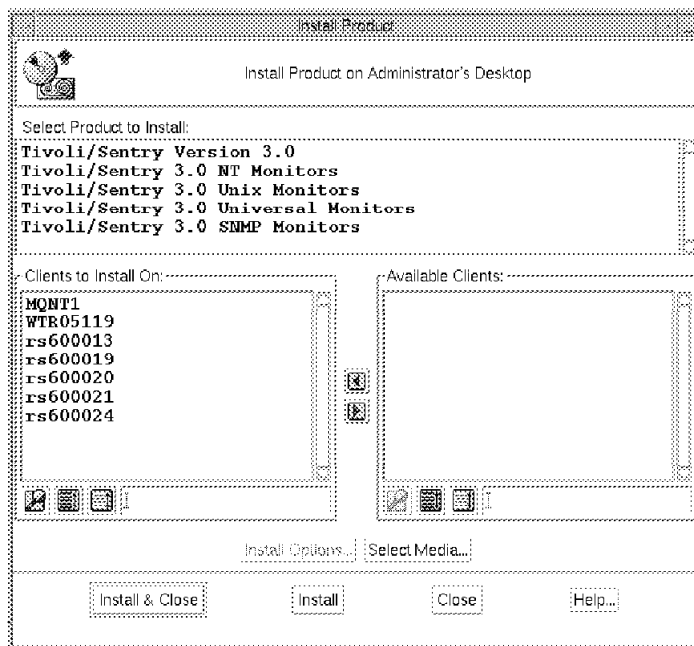 Install Product
Install Product on Administrator's Desktop
Select Product to Install:
Tivoli/Sentry Version 3.0
Tivoli/Sentry 3.0 NT Monitors
Tivoli/Sentry 3.0 Unix Monitors
Tivoli/Sentry 3.0 Universal Monitors
Tivoli/Sentry 3.0 SNMP Monitors
Clients to Install On:
Available Clients:
MQNT1
WTR05119
rs600013
rs600019
rs600020
rs600021
rs600024
Install Options...
Select Media...
Install & Close
Install
Close
Help...